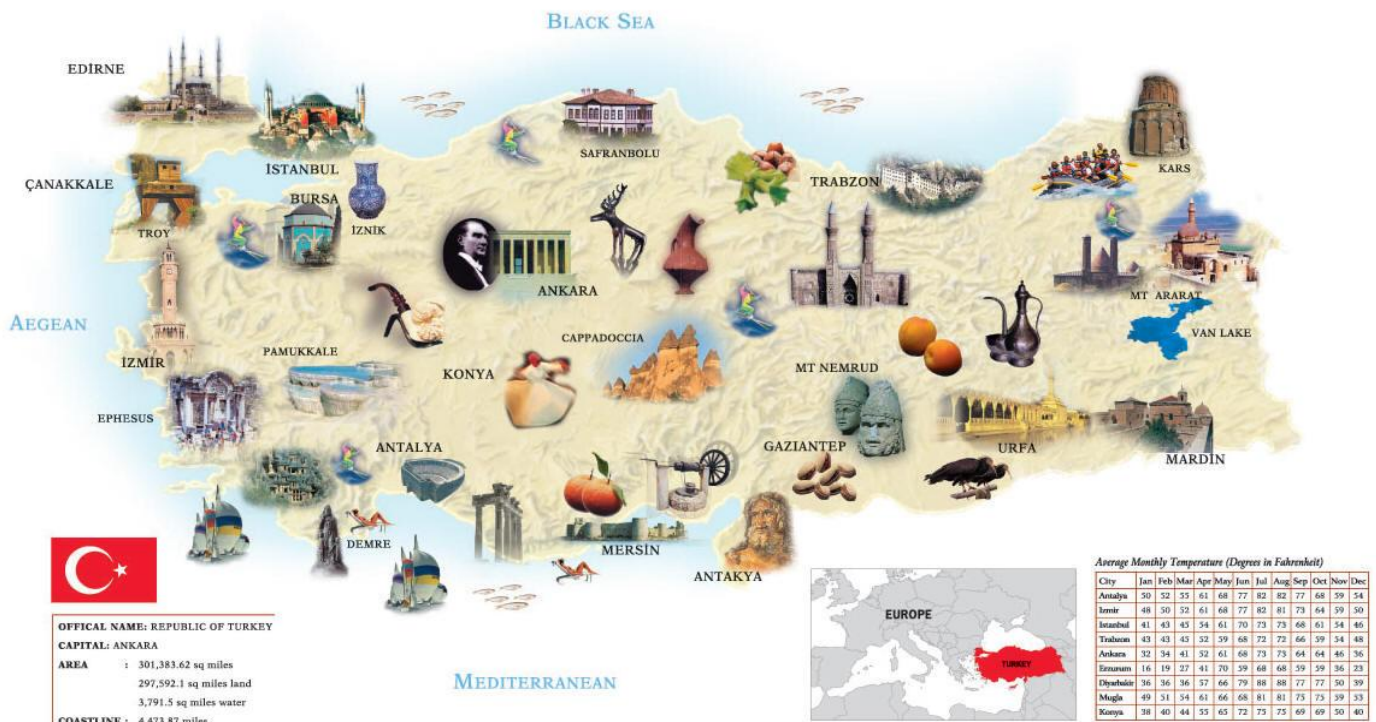 BLACK SEA
EDİRNE
SAFRANBOLU
İSTANBUL
TRABZON
KARS
ÇANAKKALE
BURSA
İZNİK
TROY
ANKARA
MT ARARAT
AEGEAN
VAN LAKE
CAPPADOCCIA
İZMİR
PAMUKKALE
KONYA
MT NEMRUD
EPHESUS
ANTALYA
GAZIANTEP
URFA
MARDİN
DEMRE
MERSİN
ANTAKYA
MEDITERRANEAN
OFFICAL NAME: REPUBLIC OF TURKEY
CAPITAL: ANKARA
AREA : 301,383.62 sq miles
297,592.1 sq miles land
3,791.5 sq miles water
COASTLINE : 4,473.87 miles
EUROPE
TURKEY
Average Monthly Temperature (Degrees in Fahrenheit)
City Jan Feb Mar Apr May Jun Jul Aug Sep Oct Nov Dec
Antalya 50 52 55 61 68 77 82 82 77 68 59 54
Izmir 48 50 52 61 68 77 82 81 73 64 59 50
Istanbul 41 43 45 54 61 70 73 73 68 61 54 46
Trabzon 43 43 45 52 59 68 72 72 66 59 54 48
Ankara 32 34 41 52 61 68 73 73 64 64 46 36
Erzurum 16 19 27 41 70 59 68 68 59 59 36 23
Diyarbakir 36 36 36 57 66 79 88 88 77 77 50 39
Mugla 49 51 54 61 66 68 81 81 75 75 59 53
Konya 38 40 44 55 65 72 75 75 69 69 50 40